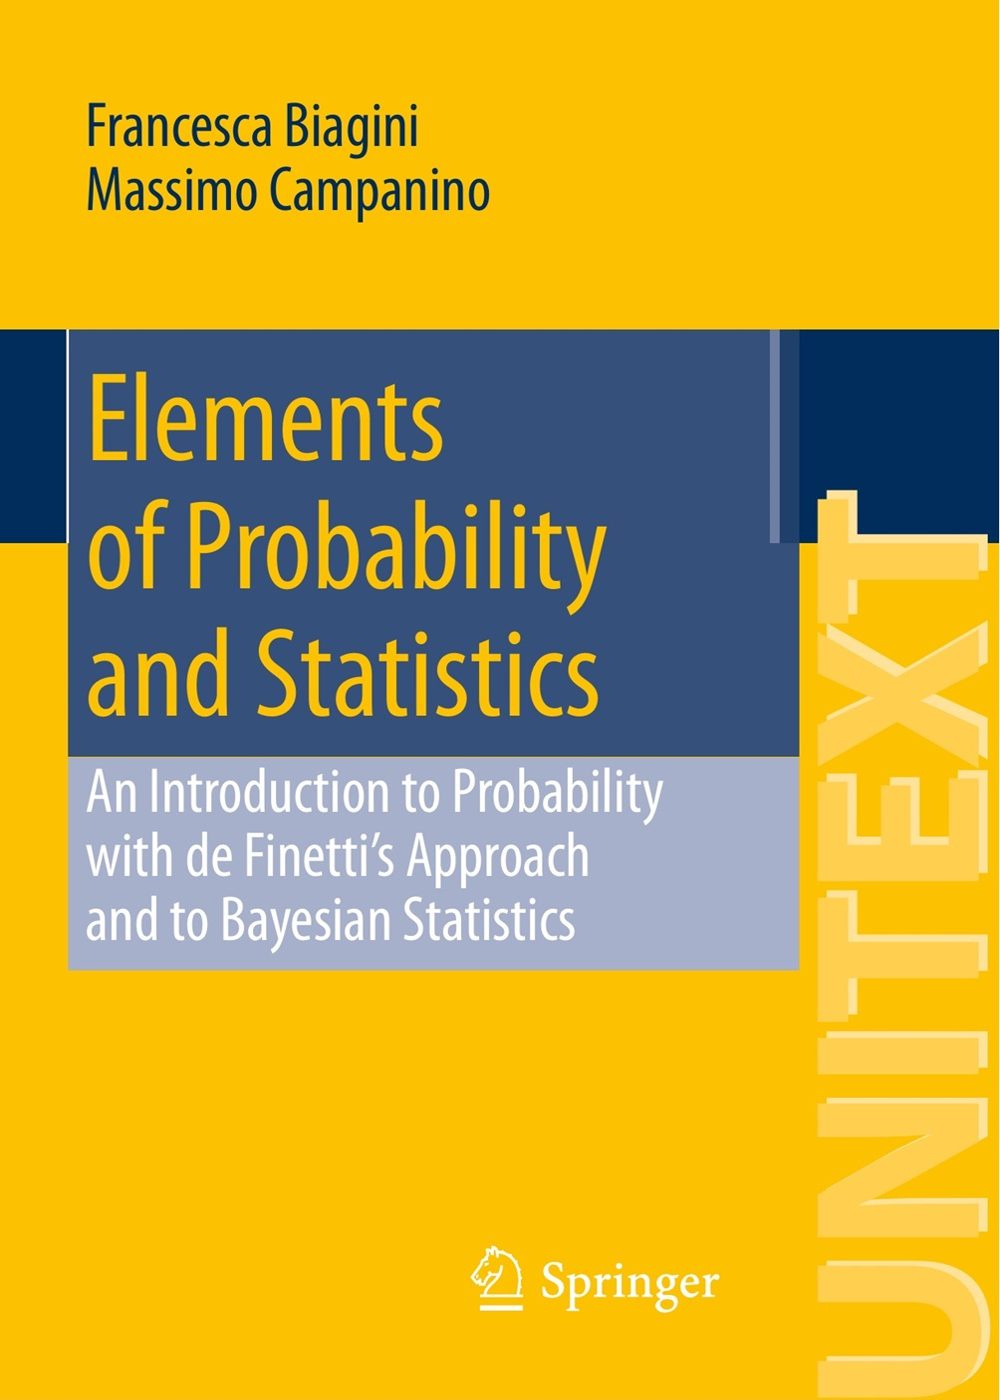 Francesca Biagini
Massimo Campanino
Elements
of Probability
and Statistics
An Introduction to Probability
with de Finetti's Approach
and to Bayesian Statistics
UNITEXT
Springer